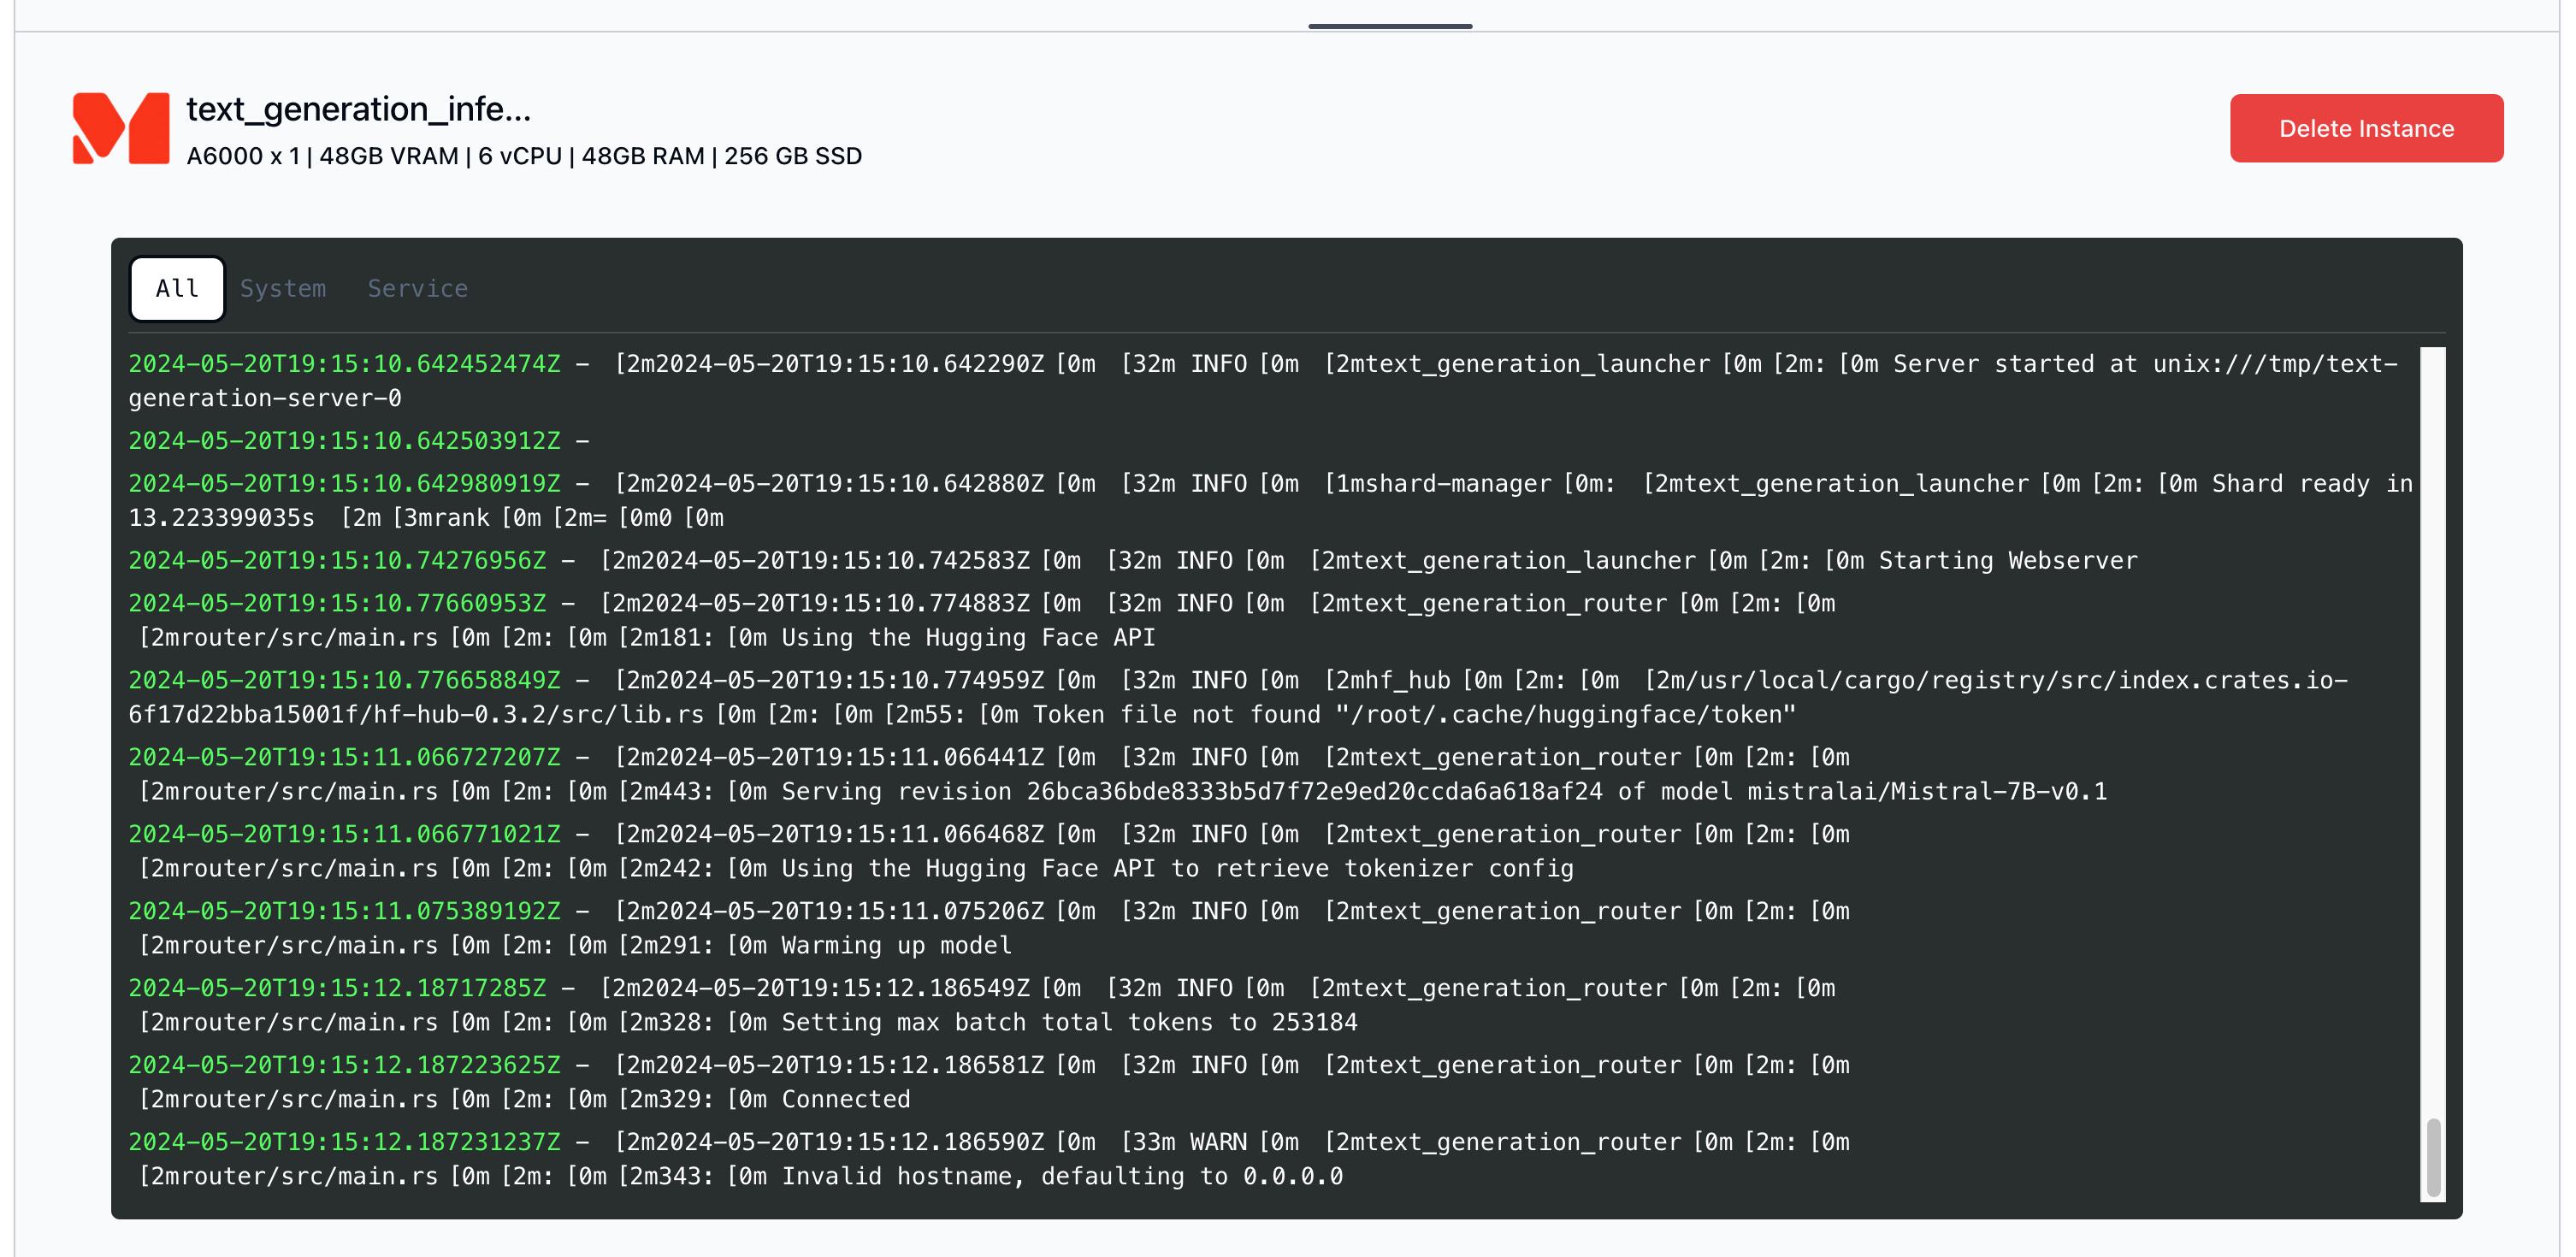 text_generation_infe...
A6000 x 1 | 48GB VRAM | 6 vCPU | 48GB RAM | 256 GB SSD
Delete Instance
All System Service
2024-05-20T19:15:10.642452474Z - [2m2024-05-20T19:15:10.642290Z [0m [32m INFO [0m [2mtext_generation_launcher [0m [2m: [0m Server started at unix:///tmp/text-
generation-server-0
2024-05-20T19:15:10.642503912Z -
2024-05-20T19:15:10.642980919Z - [2m2024-05-20T19:15:10.642880Z [0m [32m INFO [0m [1mshard-manager [0m: [2mtext_generation_launcher [0m [2m: [0m Shard ready in
13.223399035s [2m [3mrank [0m [2m= [0m0 [0m
2024-05-20T19:15:10.74276956Z - [2m2024-05-20T19:15:10.742583Z [0m [32m INFO [0m [2mtext_generation_launcher [0m [2m: [0m Starting Webserver
2024-05-20T19:15:10.77660953Z - [2m2024-05-20T19:15:10.774883Z [0m [32m INFO [0m [2mtext_generation_router [0m [2m: [0m
[2mrouter/src/main.rs [0m [2m: [0m [2m181: [0m Using the Hugging Face API
2024-05-20T19:15:10.776658849Z - [2m2024-05-20T19:15:10.774959Z [0m [32m INFO [0m [2mhf_hub [0m [2m: [0m [2m/usr/local/cargo/registry/src/index.crates.io-
6f17d22bba15001f/hf-hub-0.3.2/src/lib.rs [0m [2m: [0m [2m55: [0m Token file not found "/root/.cache/huggingface/token"
2024-05-20T19:15:11.066727207Z - [2m2024-05-20T19:15:11.066441Z [0m [32m INFO [0m [2mtext_generation_router [0m [2m: [0m
[2mrouter/src/main.rs [0m [2m: [0m [2m443: [0m Serving revision 26bca36bde8333b5d7f72e9ed20ccda6a618af24 of model mistralai/Mistral-7B-v0.1
2024-05-20T19:15:11.066771021Z - [2m2024-05-20T19:15:11.066468Z [0m [32m INFO [0m [2mtext_generation_router [0m [2m: [0m
[2mrouter/src/main.rs [0m [2m: [0m [2m242: [0m Using the Hugging Face API to retrieve tokenizer config
2024-05-20T19:15:11.075389192Z - [2m2024-05-20T19:15:11.075206Z [0m [32m INFO [0m [2mtext_generation_router [0m [2m: [0m
[2mrouter/src/main.rs [0m [2m: [0m [2m291: [0m Warming up model
2024-05-20T19:15:12.18717285Z - [2m2024-05-20T19:15:12.186549Z [0m [32m INFO [0m [2mtext_generation_router [0m [2m: [0m
[2mrouter/src/main.rs [0m [2m: [0m [2m328: [0m Setting max batch total tokens to 253184
2024-05-20T19:15:12.187223625Z - [2m2024-05-20T19:15:12.186581Z [0m [32m INFO [0m [2mtext_generation_router [0m [2m: [0m
[2mrouter/src/main.rs [0m [2m: [0m [2m329: [0m Connected
2024-05-20T19:15:12.187231237Z - [2m2024-05-20T19:15:12.186590Z [0m [33m WARN [0m [2mtext_generation_router [0m [2m: [0m
[2mrouter/src/main.rs [0m [2m: [0m [2m343: [0m Invalid hostname, defaulting to 0.0.0.0